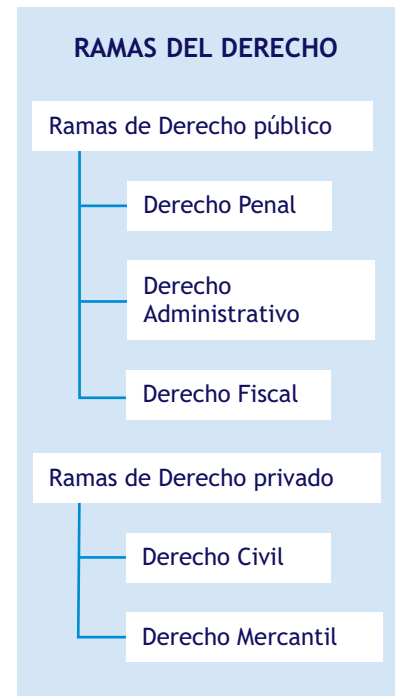 RAMAS DEL DERECHO
Ramas de Derecho público
Derecho Penal
Derecho
Administrativo
Derecho Fiscal
Ramas de Derecho privado
Derecho Civil
Derecho Mercantil